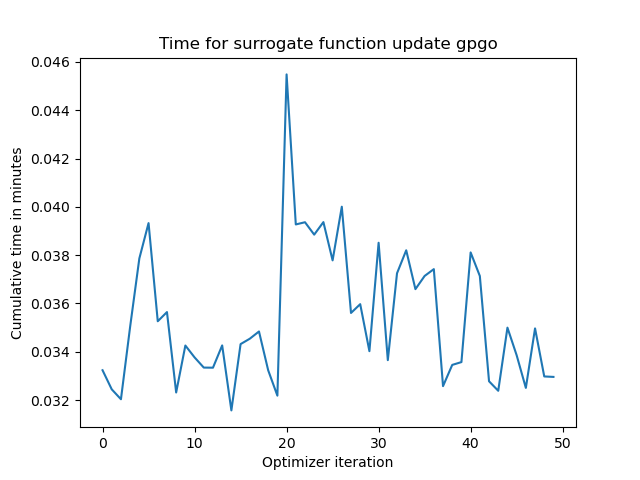 Time for surrogate function update gpgo
0.046
0.044
0.042
0.040
0.038
0.036
0.034
0.032
Cumulative time in minutes
0 10 20 30 40 50
Optimizer iteration